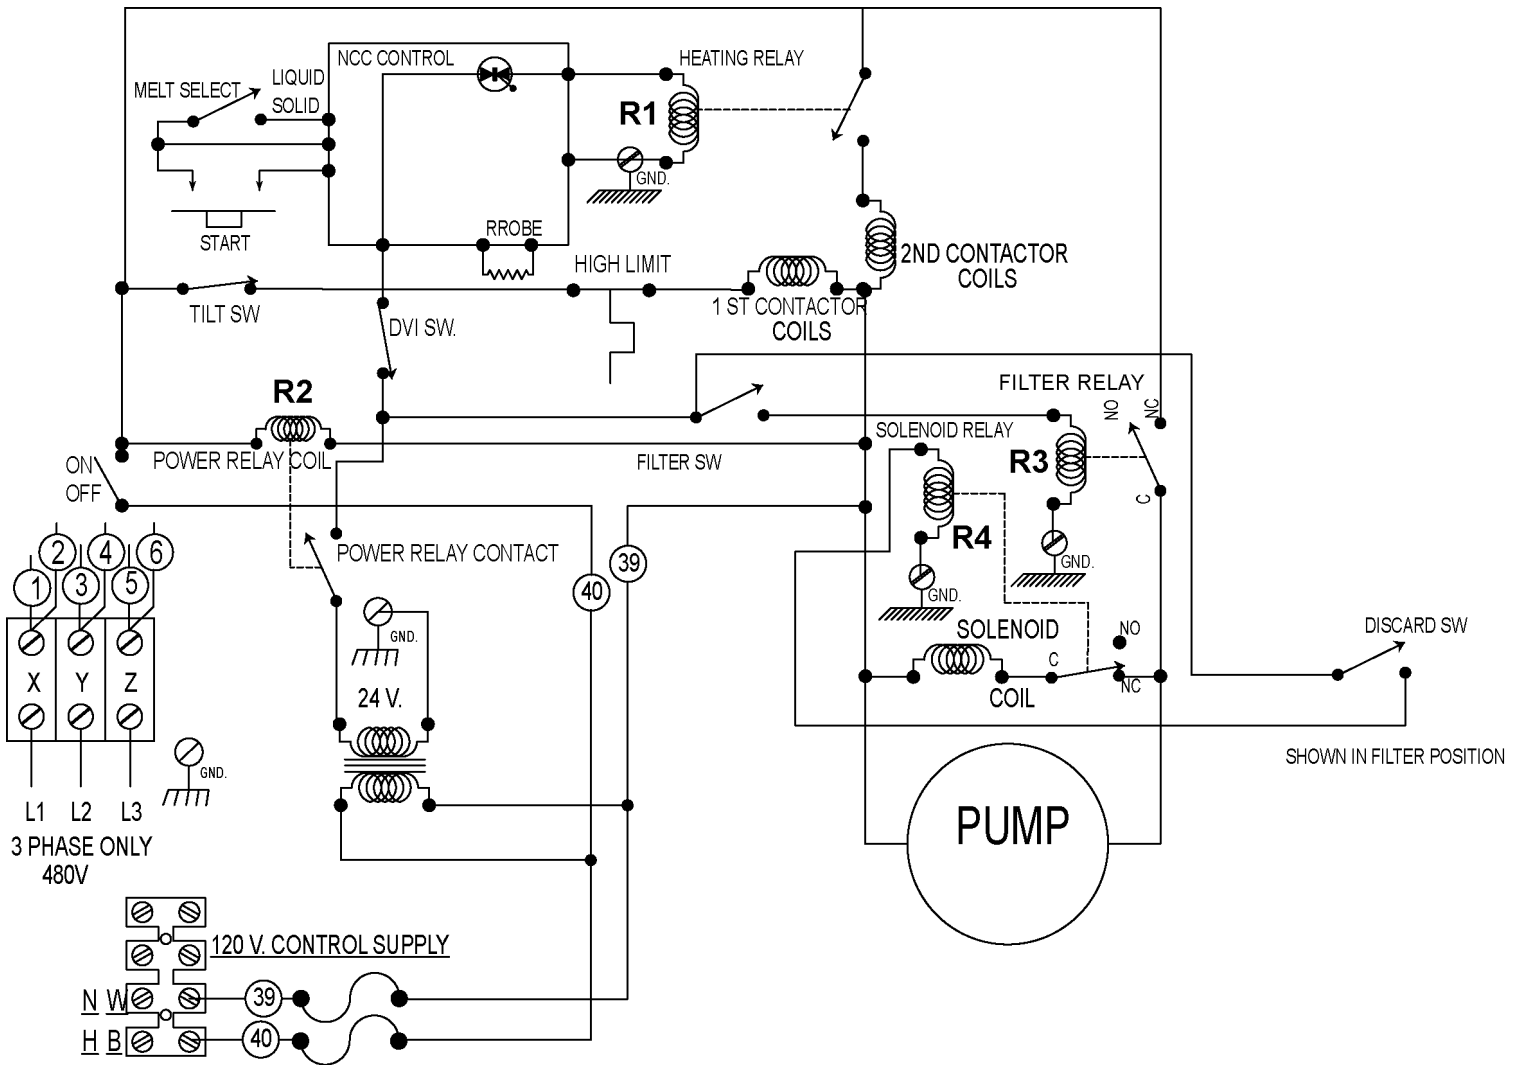 NCC CONTROL
HEATING RELAY
MELT SELECT
LIQUID
SOLID
R1
GND.
START
RROBE
HIGH LIMIT
2ND CONTACTOR
COILS
TILT SW
DVI SW.
1 ST CONTACTOR
COILS
R2
FILTER RELAY
NO
NC
C
POWER RELAY COIL
FILTER SW
SOLENOID RELAY
R3
ON
OFF
R4
GND.
GND.
POWER RELAY CONTACT
39
40
2
4
6
1
3
5
X
Y
Z
GND.
24 V.
SOLENOID
COIL
C
NO
NC
DISCARD SW
SHOWN IN FILTER POSITION
GND.
L1
L2
L3
3 PHASE ONLY
480V
PUMP
120 V. CONTROL SUPPLY
N W
39
H B
40